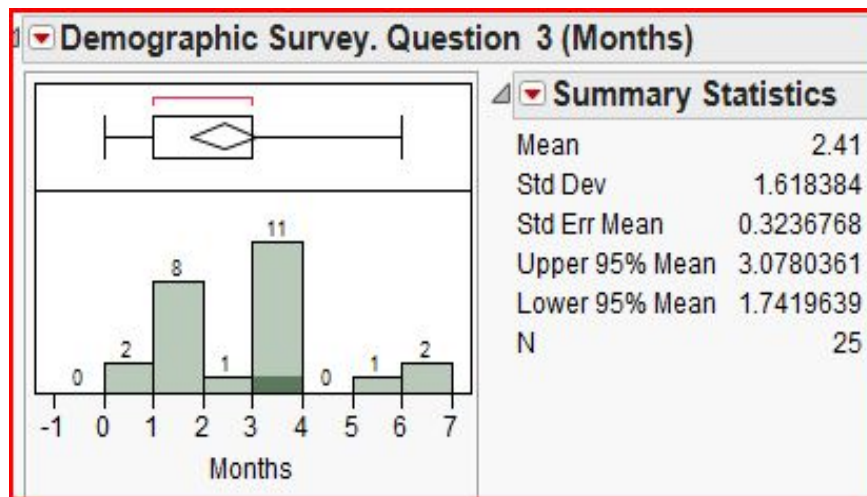 Demographic Survey. Question 3 (Months)
0 2 8 1 11 0 1 2
-1 0 1 2 3 4 5 6 7
Months
Summary Statistics
Mean 2.41
Std Dev 1.618384
Std Err Mean 0.3236768
Upper 95% Mean 3.0780361
Lower 95% Mean 1.7419639
N 25